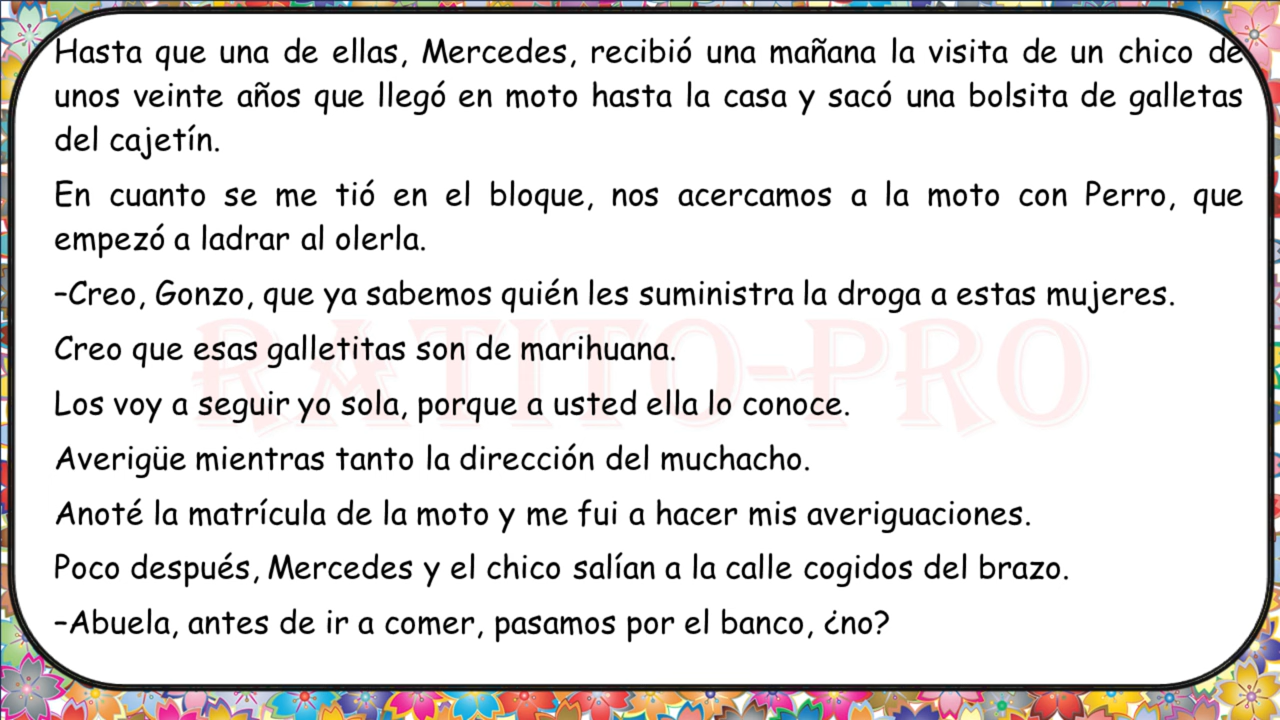 Hasta que una de ellas, Mercedes, recibió una mañana la visita de un chico de
unos veinte años que llegó en moto hasta la casa y sacó una bolsita de galletas
del cajetín.
En cuanto se me tió en el bloque, nos acercamos a la moto con Perro, que
empezó a ladrar al olerla.
–Creo, Gonzo, que ya sabemos quién les suministra la droga a estas mujeres.
Creo que esas galletitas son de marihuana.
Los voy a seguir yo sola, porque a usted ella lo conoce.
Averigüe mientras tanto la dirección del muchacho.
Anoté la matrícula de la moto y me fui a hacer mis averiguaciones.
Poco después, Mercedes y el chico salían a la calle cogidos del brazo.
–Abuela, antes de ir a comer, pasamos por el banco, ¿no?
RATITO-PRO